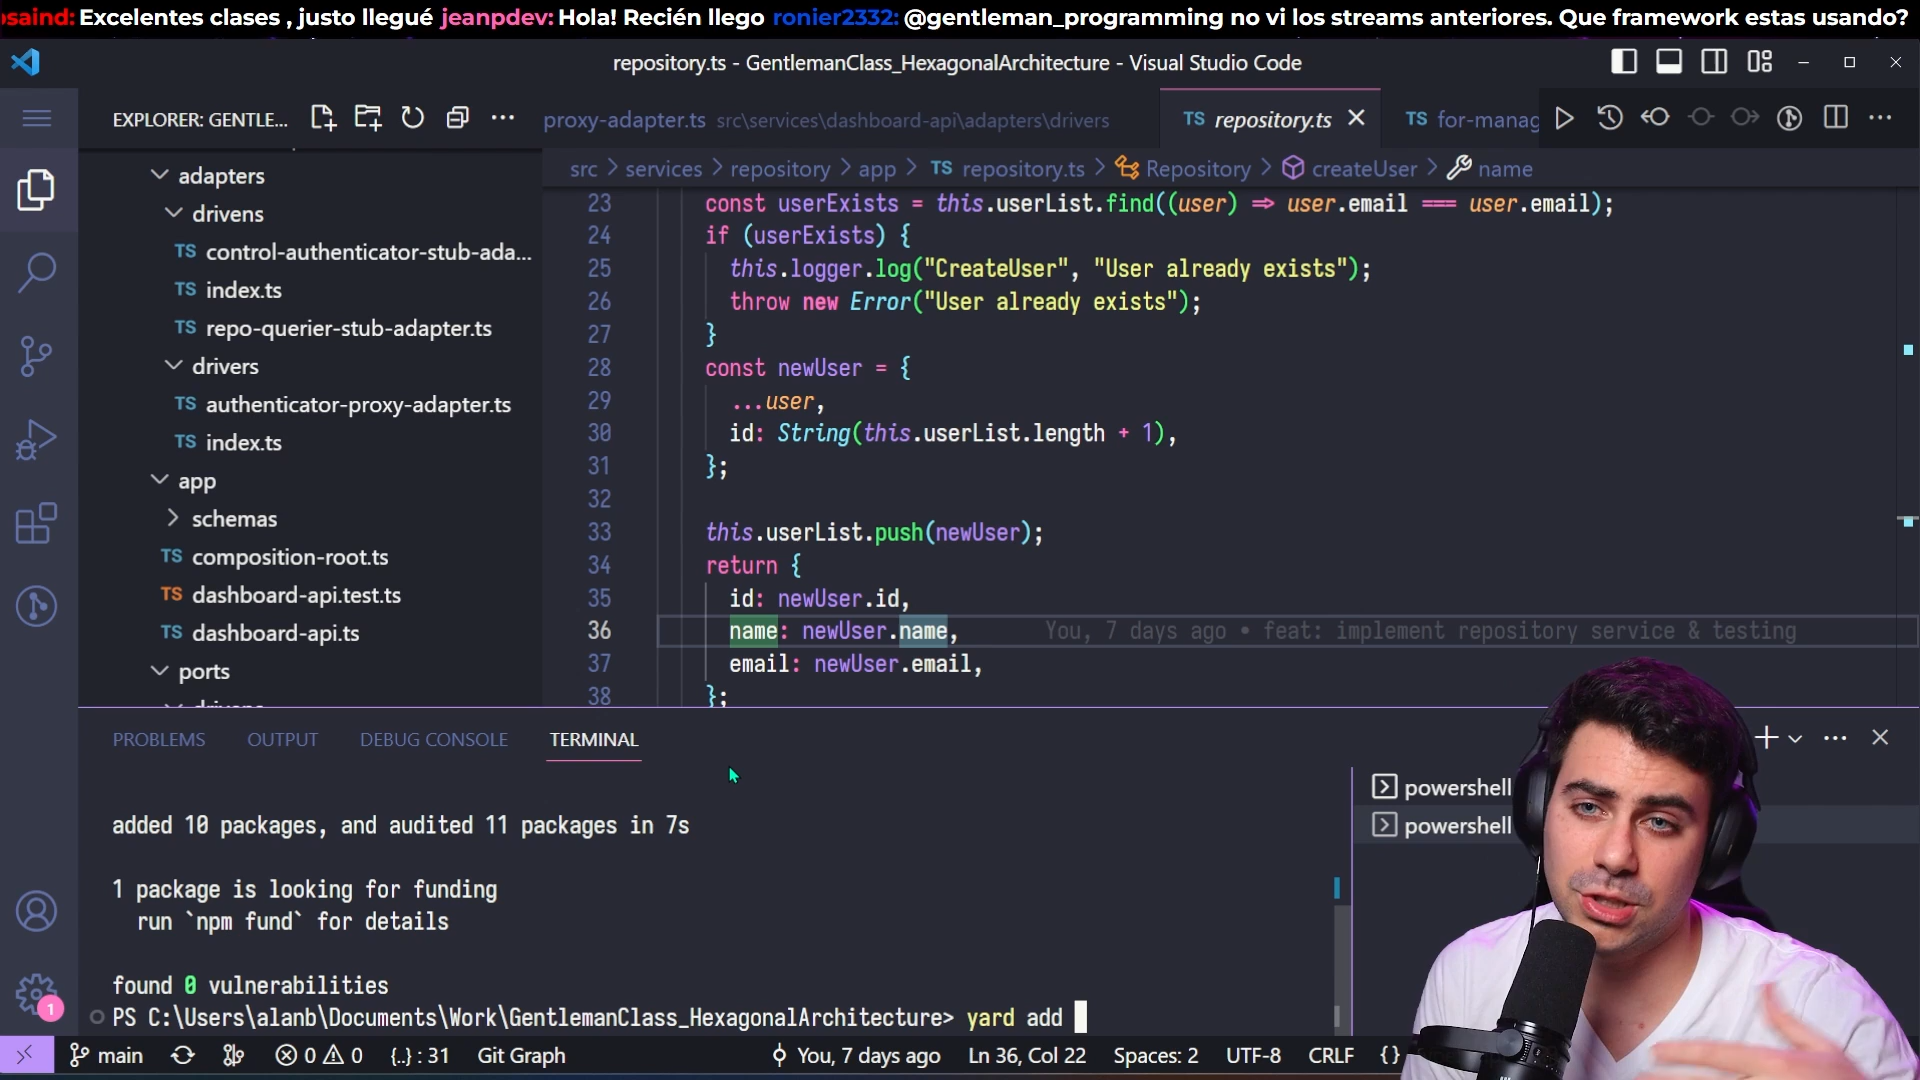 osaind: Excelentes clases , justo llegué jeanpdev: Hola! Recién llego ronier2332: @gentleman_programming no vi los streams anteriores. Que framework estas usando?
repository.ts - GentlemanClass_HexagonalArchitecture - Visual Studio Code
EXPLORER: GENTLE...
proxy-adapter.ts src\services\dashboard-api\adapters\drivers
TS repository.ts
TS for-manag
src > services > repository > app > TS repository.ts > Repository > createUser > name
adapters
drivens
TS control-authenticator-stub-ada...
TS index.ts
TS repo-querier-stub-adapter.ts
drivers
TS authenticator-proxy-adapter.ts
TS index.ts
app
schemas
TS composition-root.ts
TS dashboard-api.test.ts
TS dashboard-api.ts
ports
23 const userExists = this.userList.find((user) => user.email === user.email);
24 if (userExists) {
25 this.logger.log("CreateUser", "User already exists");
26 throw new Error("User already exists");
27 }
28 const newUser = {
29 ...user,
30 id: String(this.userList.length + 1),
31 };
32
33 this.userList.push(newUser);
34 return {
35 id: newUser.id,
36 name: newUser.name, You, 7 days ago • feat: implement repository service & testing
37 email: newUser.email,
38 };
PROBLEMS OUTPUT DEBUG CONSOLE TERMINAL
added 10 packages, and audited 11 packages in 7s
1 package is looking for funding
run `npm fund` for details
found 0 vulnerabilities
PS C:\Users\alanb\Documents\Work\GentlemanClass_HexagonalArchitecture> yard add
powershell
powershell
1
main 0 0 {..} : 31 Git Graph You, 7 days ago Ln 36, Col 22 Spaces: 2 UTF-8 CRLF {}